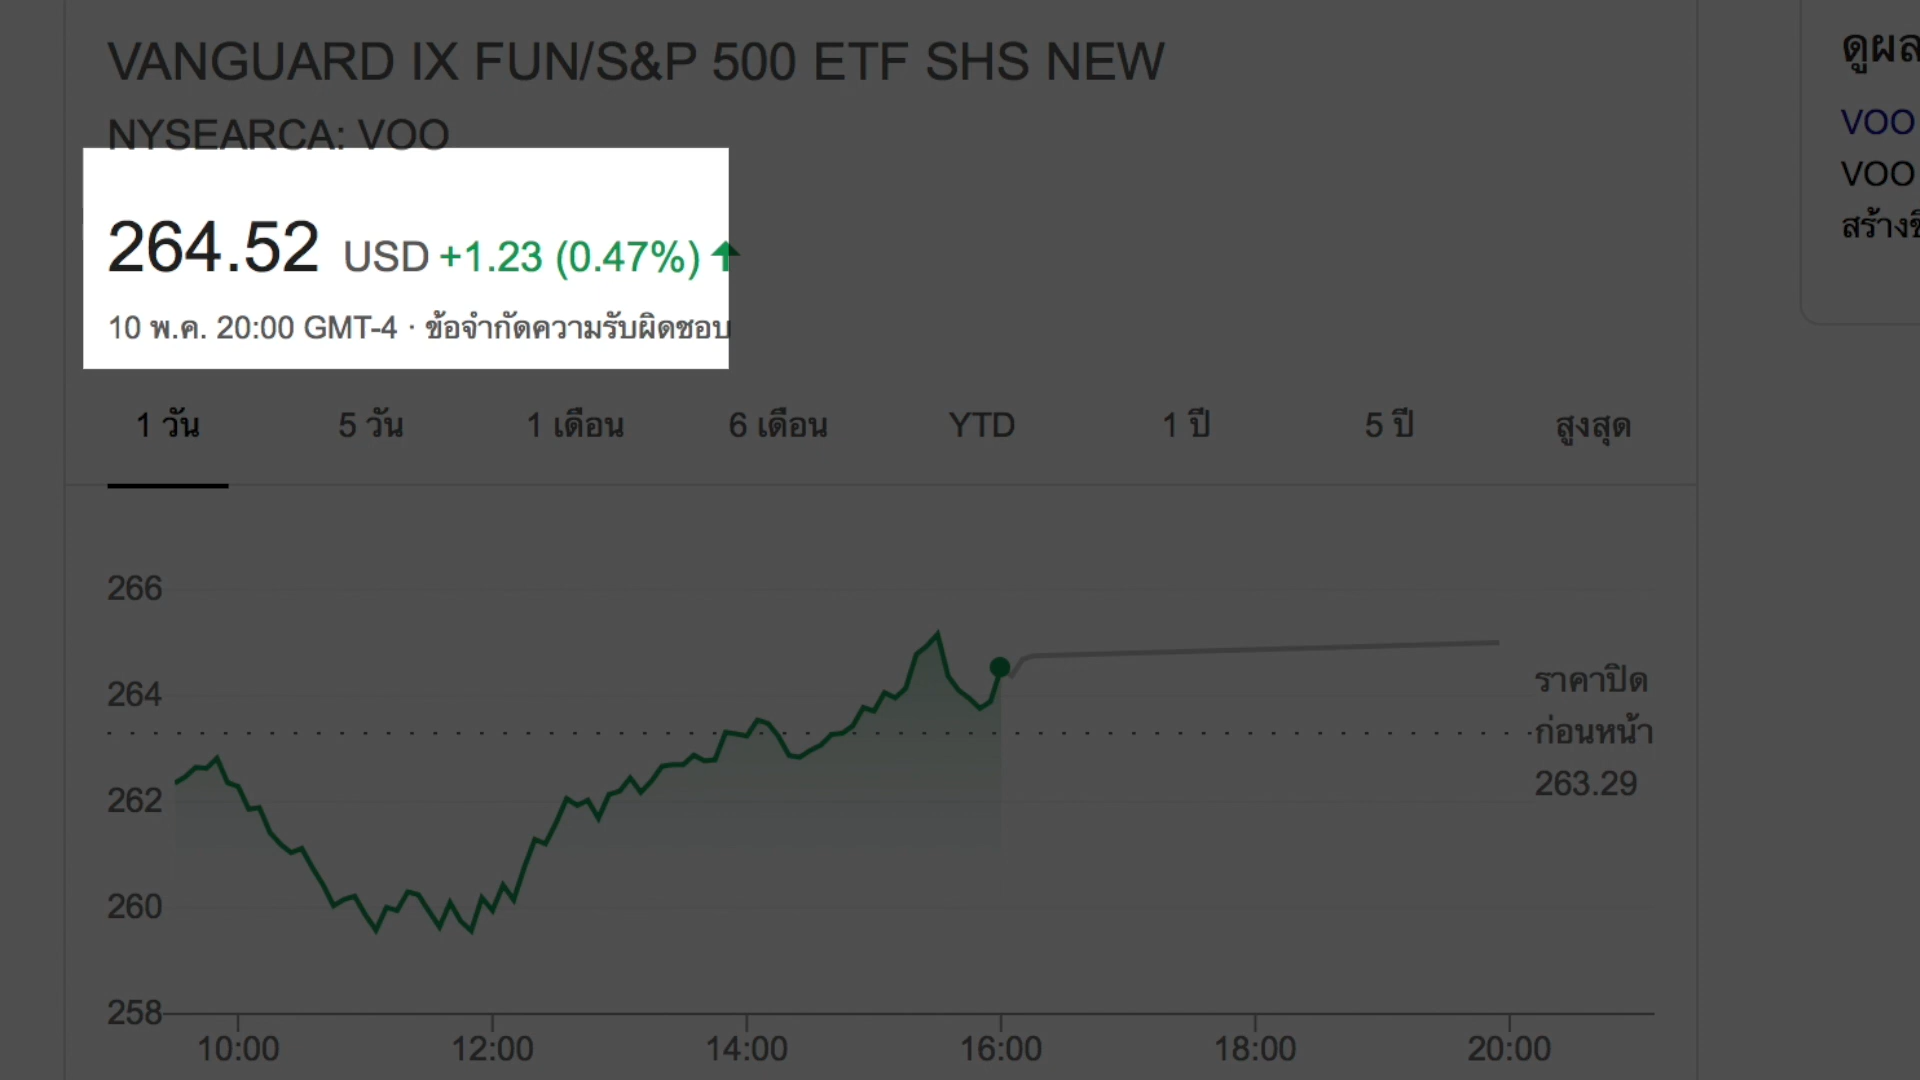 VANGUARD IX FUN/S&P 500 ETF SHS NEW
NYSEARCA: VOO
264.52 USD +1.23 (0.47%)
10 พ.ค. 20:00 GMT-4 · ข้อจำกัดความรับผิดชอบ
1 วัน 5 วัน 1 เดือน 6 เดือน YTD 1 ปี 5 ปี สูงสุด
266
264
262
260
258
10:00 12:00 14:00 16:00 18:00 20:00
ราคาปิด
ก่อนหน้า
263.29
VOO
VOO